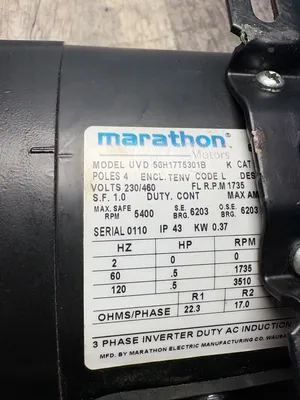 marathon®
Motors
MODEL UVD 56H17T5301B K CAT
POLES 4 ENCL. TENV CODE L DES
VOLTS 230/460 FL R.P.M 1735
S.F. 1.0 DUTY. CONT MAX AM
MAX. SAFE RPM 5400 S.E. BRG. 6203 O.S.E. BRG. 6203
SERIAL 0110 IP 43 KW 0.37
HZ HP RPM
2 0 0
60 .5 1735
120 .5 3510
R1 R2
OHMS/PHASE 22.3 17.0
3 PHASE INVERTER DUTY AC INDUCTION
MFD. BY MARATHON ELECTRIC MANUFACTURING CO. WAUSA